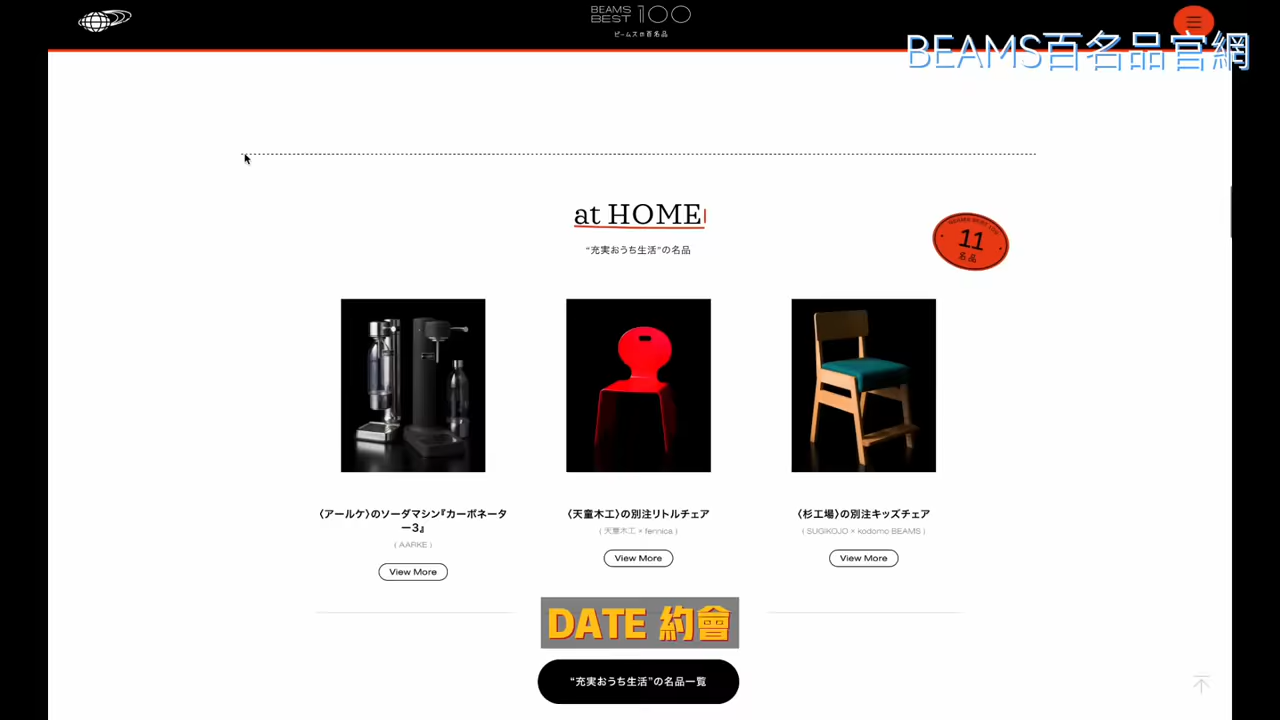 BEAMS
BEST 100
ビームスの百名品
BEAMS百名品官網
at HOME
“充実おうち生活”の名品
BEAMS BEST 100
11
名品
〈アールケ〉のソーダマシン『カーボネータ
ー3』
( AARKE )
View More
〈天童木工〉の別注リトルチェア
( 天童木工 × fennica )
View More
〈杉工場〉の別注キッズチェア
( SUGIKOJO × kodomo BEAMS )
View More
DATE 約會
“充実おうち生活”の名品一覧